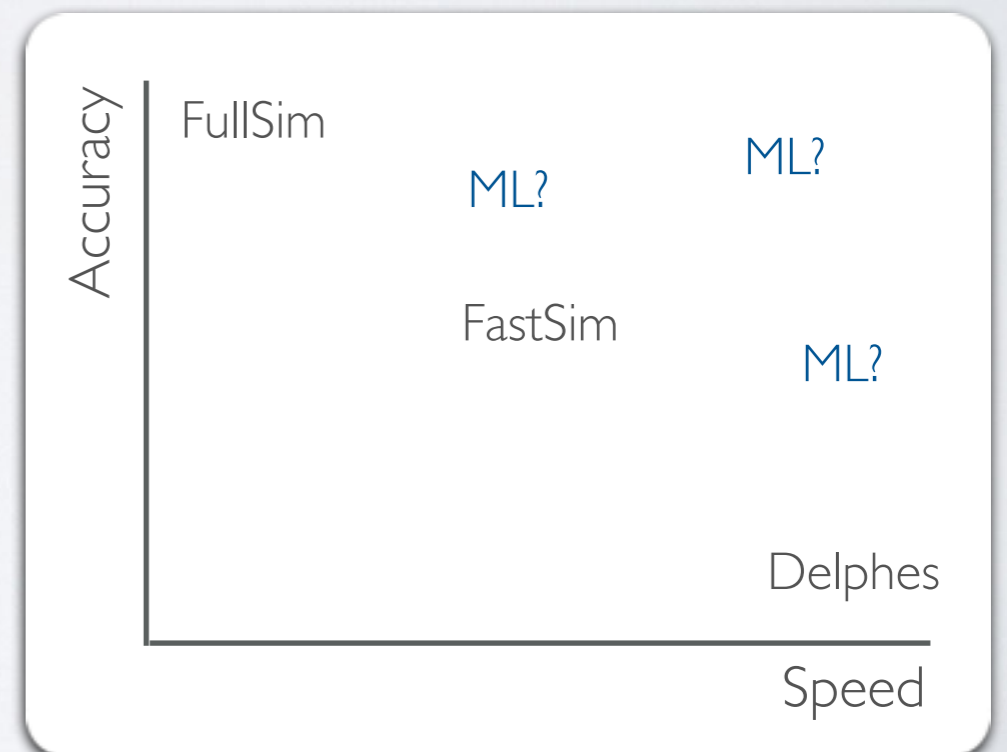 Accuracy
FullSim
ML?
ML?
FastSim
ML?
Delphes
Speed